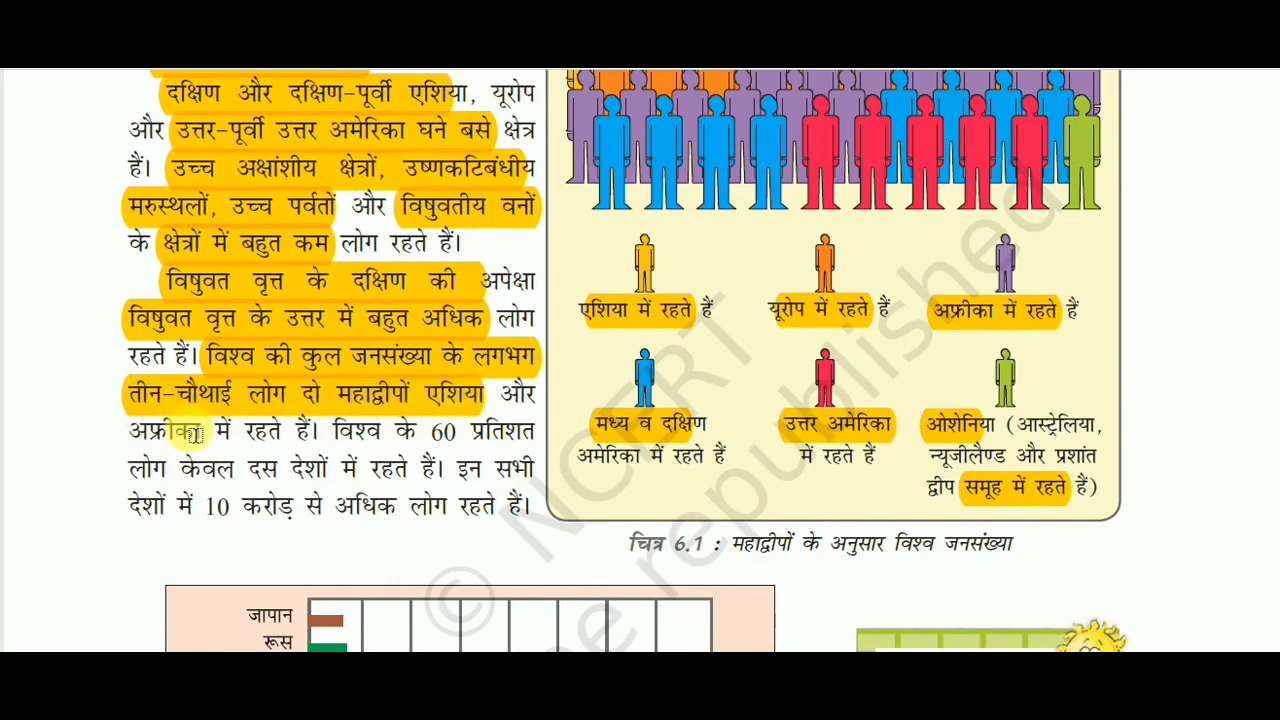 दक्षिण और दक्षिण-पूर्वी एशिया, यूरोप
और उत्तर-पूर्वी उत्तर अमेरिका घने बसे क्षेत्र
हैं। उच्च अक्षांशीय क्षेत्रों, उष्णकटिबंधीय
मरुस्थलों, उच्च पर्वतों और विषुवतीय वनों
के क्षेत्रों में बहुत कम लोग रहते हैं।
विषुवत वृत्त के दक्षिण की अपेक्षा
विषुवत वृत्त के उत्तर में बहुत अधिक लोग
रहते हैं। विश्व की कुल जनसंख्या के लगभग
तीन-चौथाई लोग दो महाद्वीपों एशिया और
अफ्रीका में रहते हैं। विश्व के 60 प्रतिशत
लोग केवल दस देशों में रहते हैं। इन सभी
देशों में 10 करोड़ से अधिक लोग रहते हैं।
एशिया में रहते हैं
यूरोप में रहते हैं
अफ्रीका में रहते हैं
मध्य व दक्षिण
अमेरिका में रहते हैं
उत्तर अमेरिका
में रहते हैं
ओशेनिया (आस्ट्रेलिया,
न्यूजीलैण्ड और प्रशांत
द्वीप समूह में रहते हैं)
चित्र 6.1 : महाद्वीपों के अनुसार विश्व जनसंख्या
जापान
रूस
© NCERT
be republished